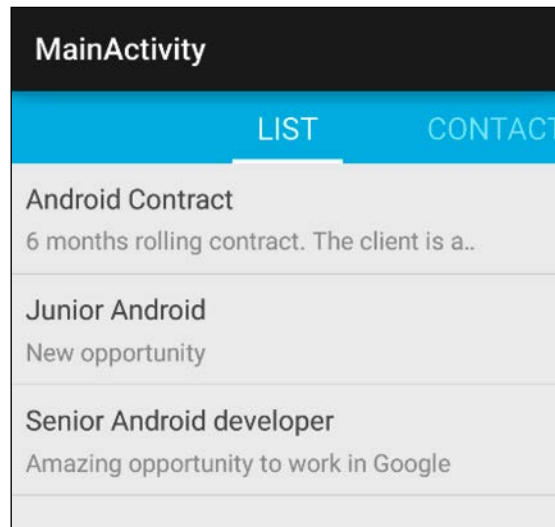 MainActivity
LIST CONTACT
Android Contract
6 months rolling contract. The client is a..
Junior Android
New opportunity
Senior Android developer
Amazing opportunity to work in Google